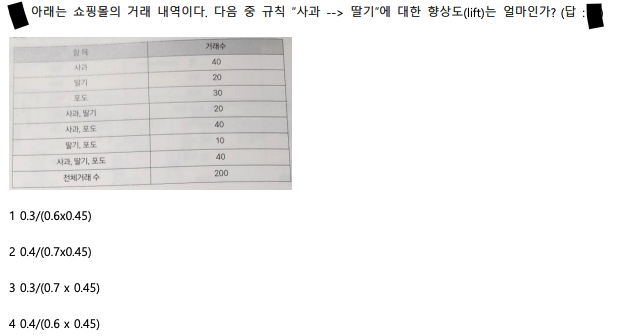 아래는 쇼핑몰의 거래 내역이다. 다음 중 규칙 “사과 --> 딸기”에 대한 향상도(lift)는 얼마인가? (답 :
항목 거래수
사과 40
딸기 20
포도 30
사과, 딸기 20
사과, 포도 40
딸기, 포도 10
사과, 딸기, 포도 40
전체거래 수 200
1 0.3/(0.6x0.45)
2 0.4/(0.7x0.45)
3 0.3/(0.7 x 0.45)
4 0.4/(0.6 x 0.45)